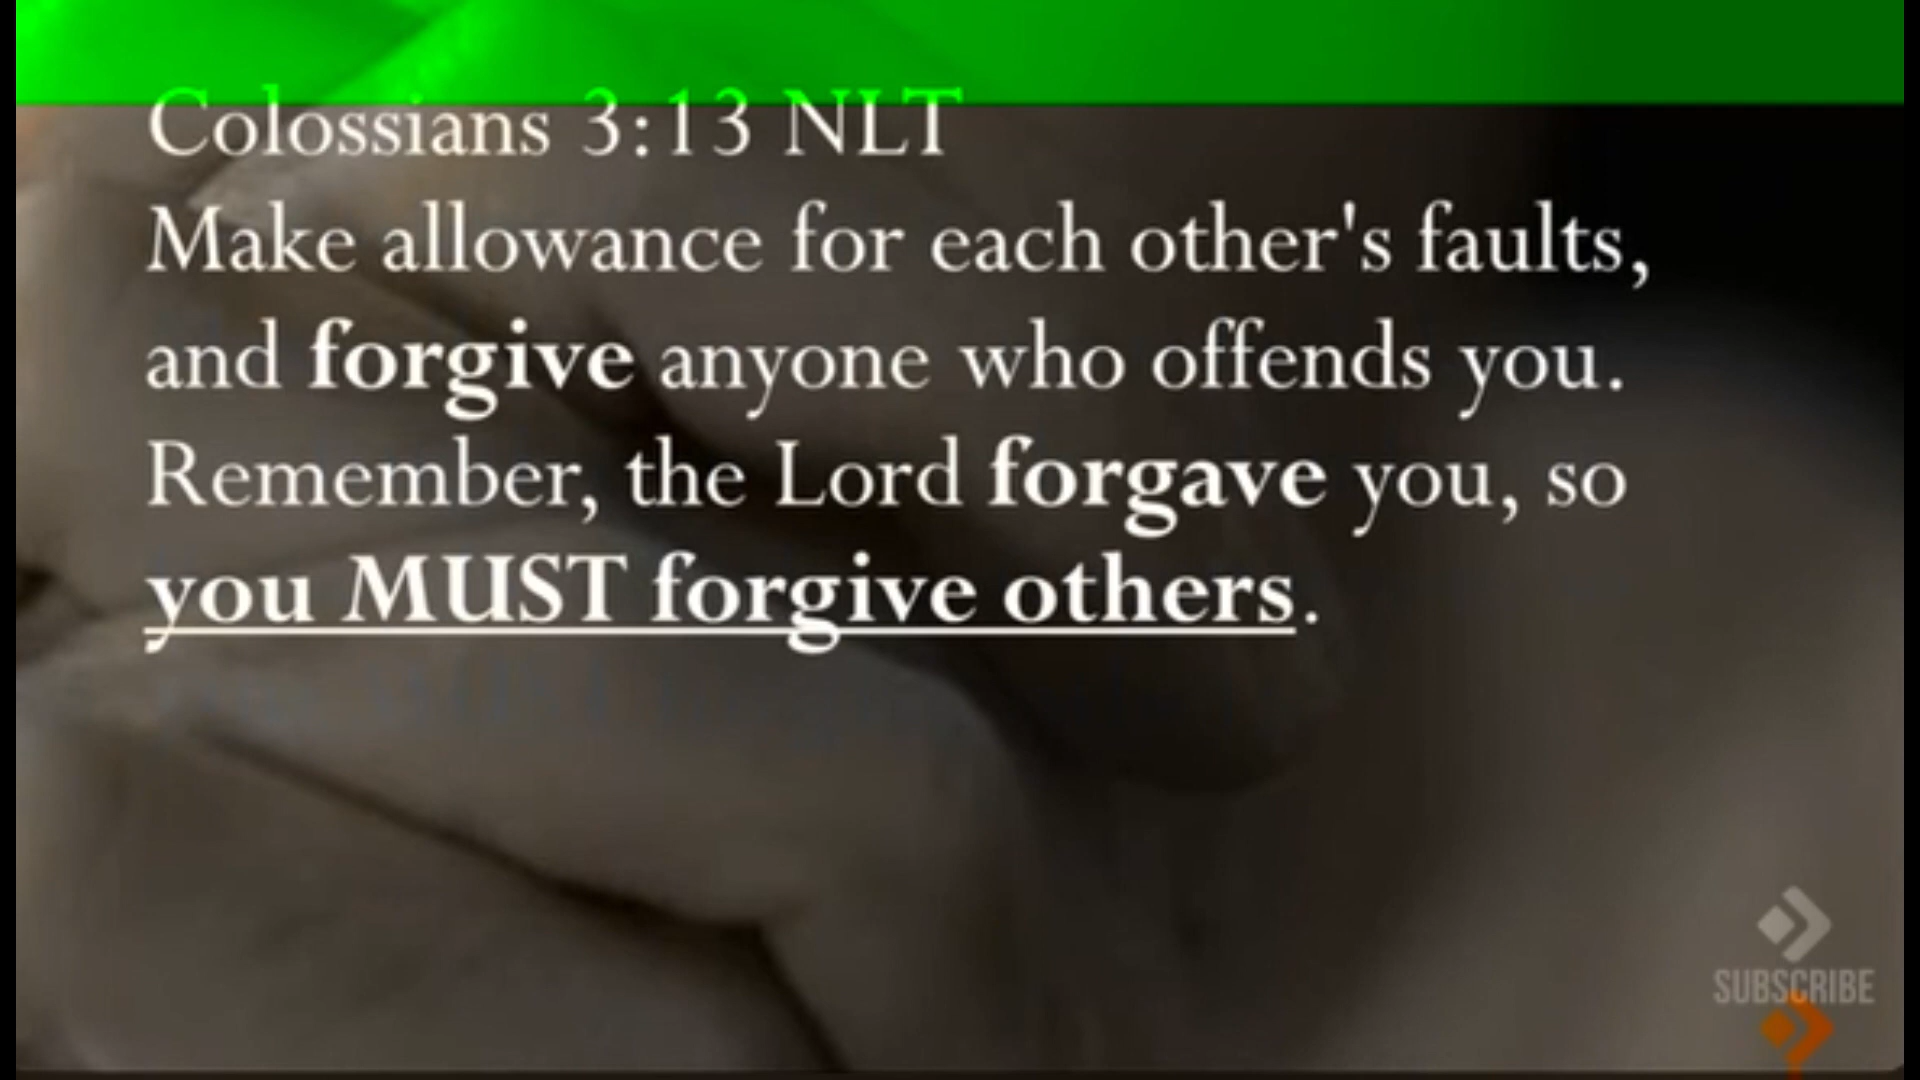 Colossians 3:13 NLT
Make allowance for each other's faults,
and forgive anyone who offends you.
Remember, the Lord forgave you, so
you MUST forgive others.
SUBSCRIBE